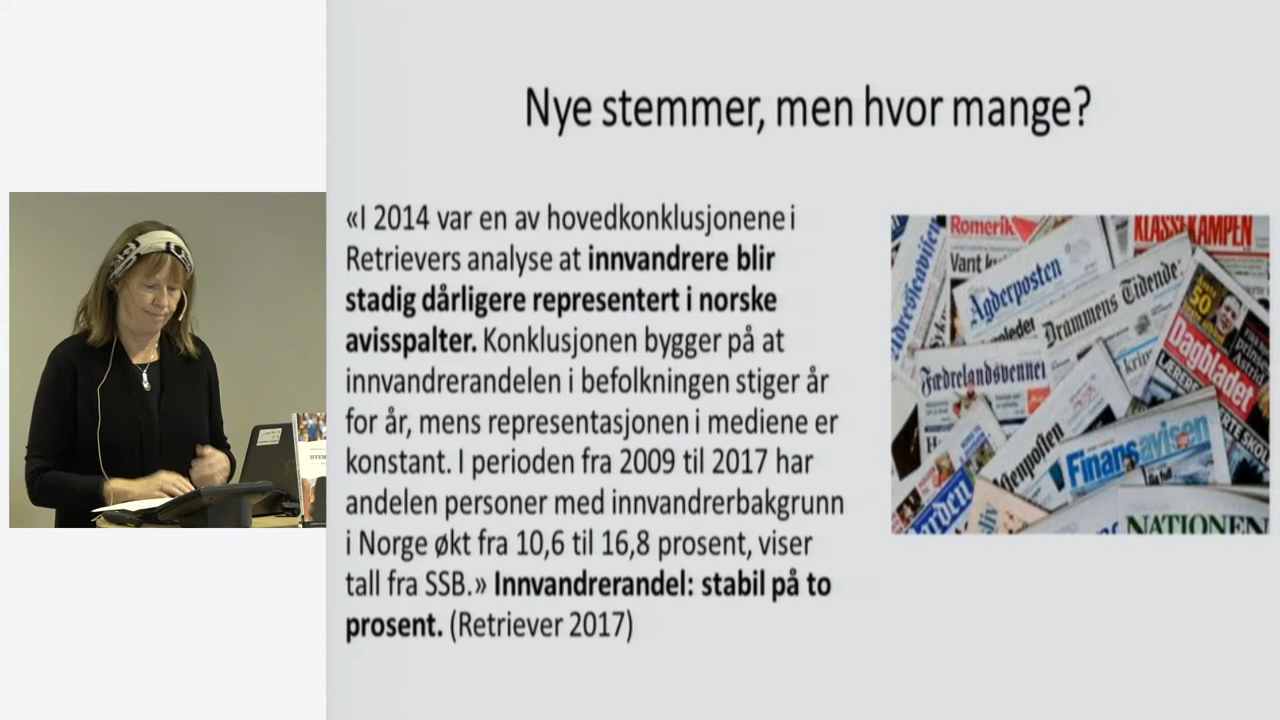 Nye stemmer, men hvor mange?
«I 2014 var en av hovedkonklusjonene i
Retrievers analyse at innvandrere blir
stadig dårligere representert i norske
avisspalter. Konklusjonen bygger på at
innvandrerandelen i befolkningen stiger år
for år, mens representasjonen i mediene er
konstant. I perioden fra 2009 til 2017 har
andelen personer med innvandrerbakgrunn
i Norge økt fra 10,6 til 16,8 prosent, viser
tall fra SSB.» Innvandrerandel: stabil på to
prosent. (Retriever 2017)
Romerik
KLASSEKAMPEN
Vant
Agderposten
Drammens Tidende
Fædrelandsvennen
Dagbladet
Finansavisen
NATIONEN